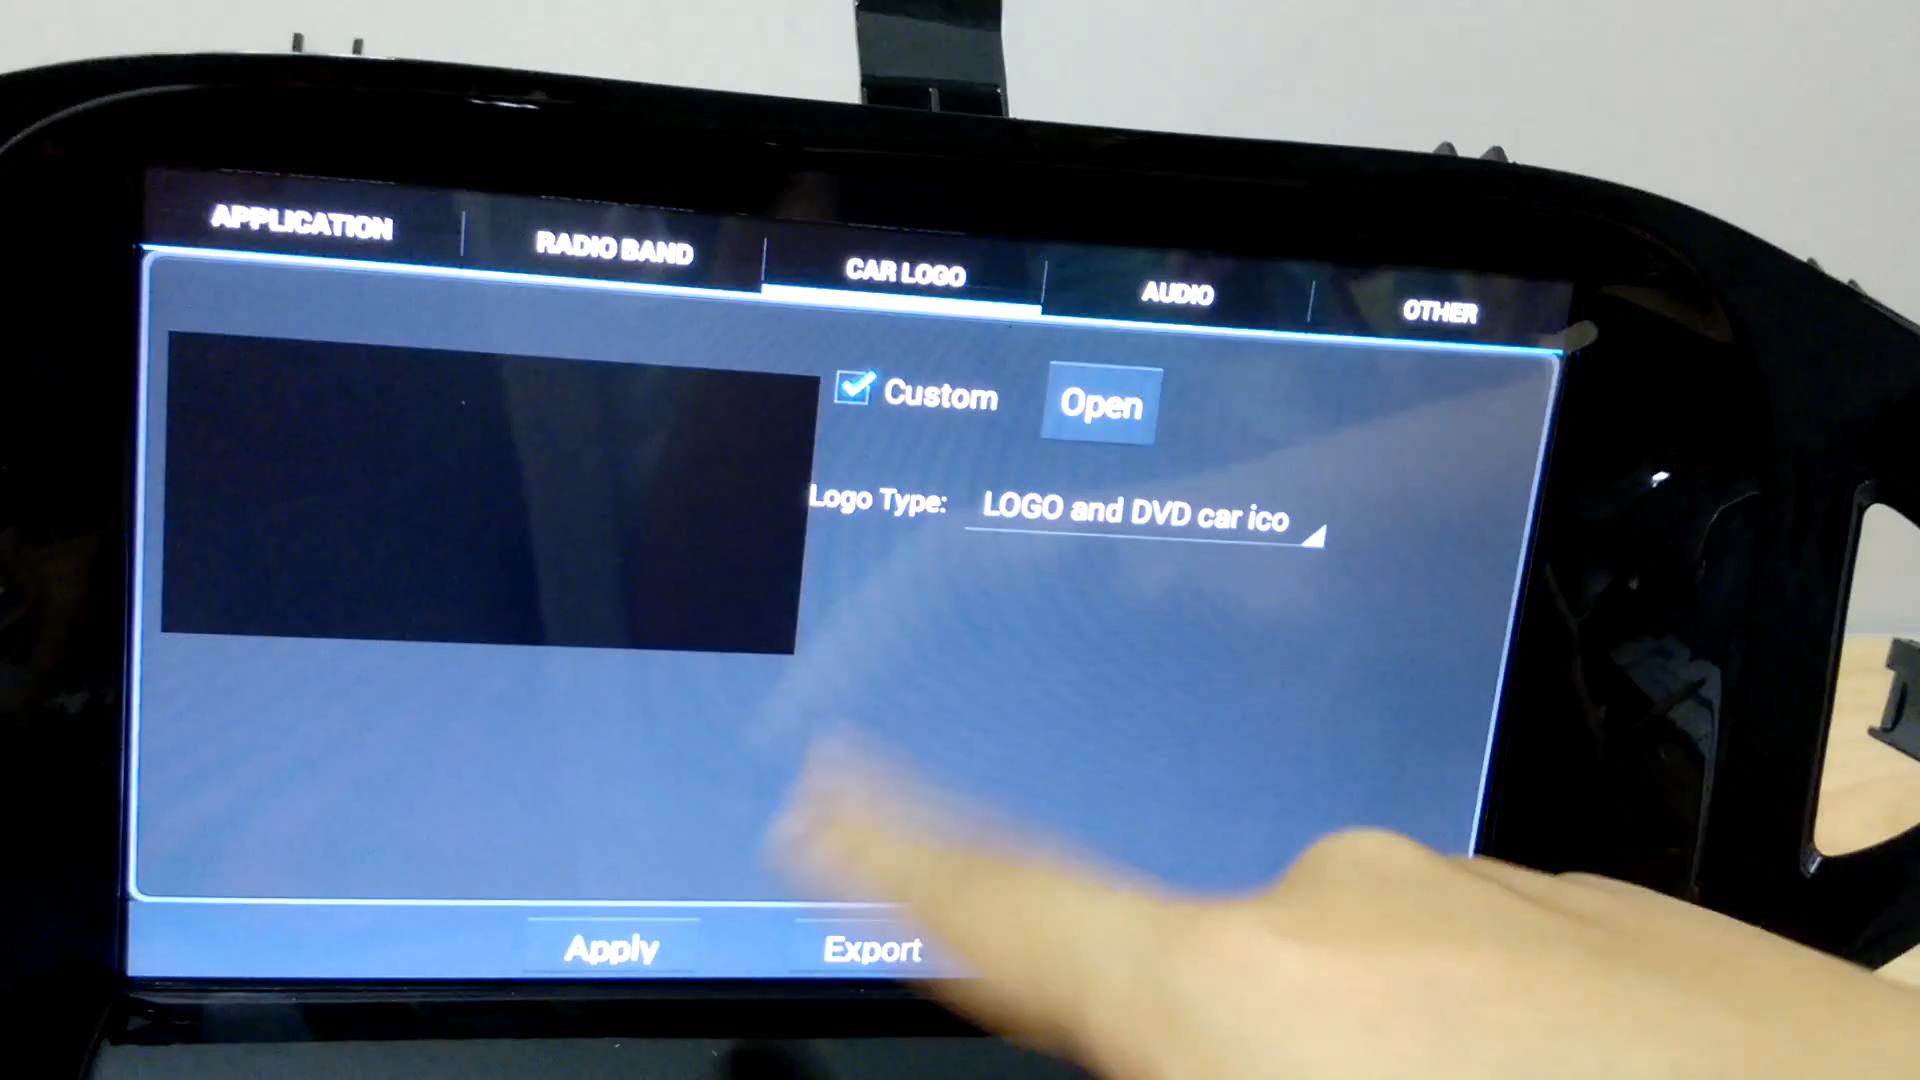 APPLICATION
RADIO BAND
CAR LOGO
AUDIO
OTHER
Custom
Open
Logo Type:
LOGO and DVD car ico
Apply
Export